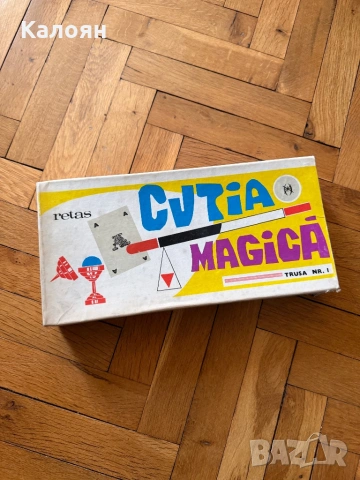 Калоян
retas
CUTIA
MAGICĂ
TRUSA NR. 1
A
A
BAZAR